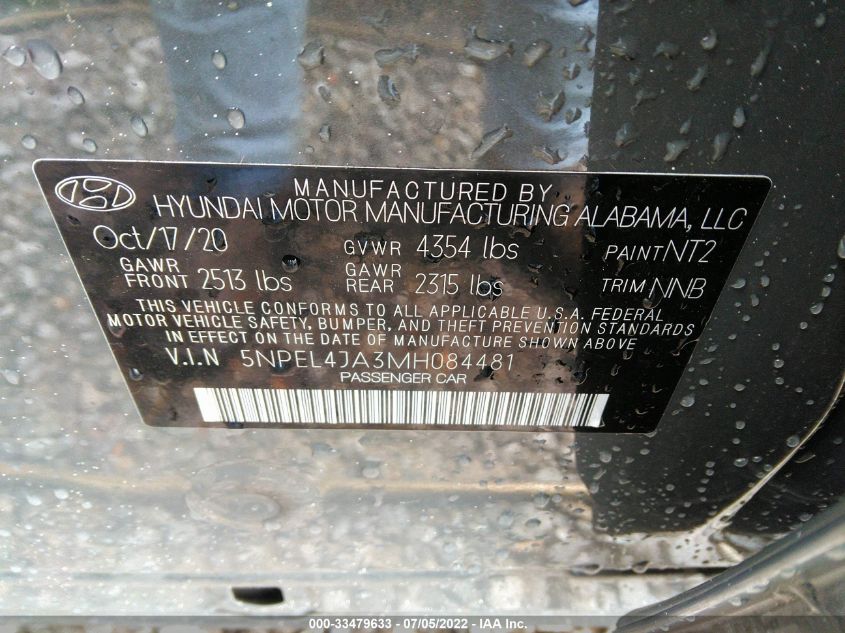 MANUFACTURED BY
HYUNDAI MOTOR MANUFACTURING ALABAMA, LLC
Oct/17/20 GVWR 4354 lbs PAINT NT2
GAWR FRONT 2513 lbs GAWR REAR 2315 lbs TRIM NNB
THIS VEHICLE CONFORMS TO ALL APPLICABLE U.S.A. FEDERAL
MOTOR VEHICLE SAFETY, BUMPER, AND THEFT PREVENTION STANDARDS
IN EFFECT ON THE DATE OF MANUFACTURE SHOWN ABOVE
V.I.N 5NPEL4JA3MH084481
PASSENGER CAR
000-33479633 - 07/05/2022 - IAA Inc.